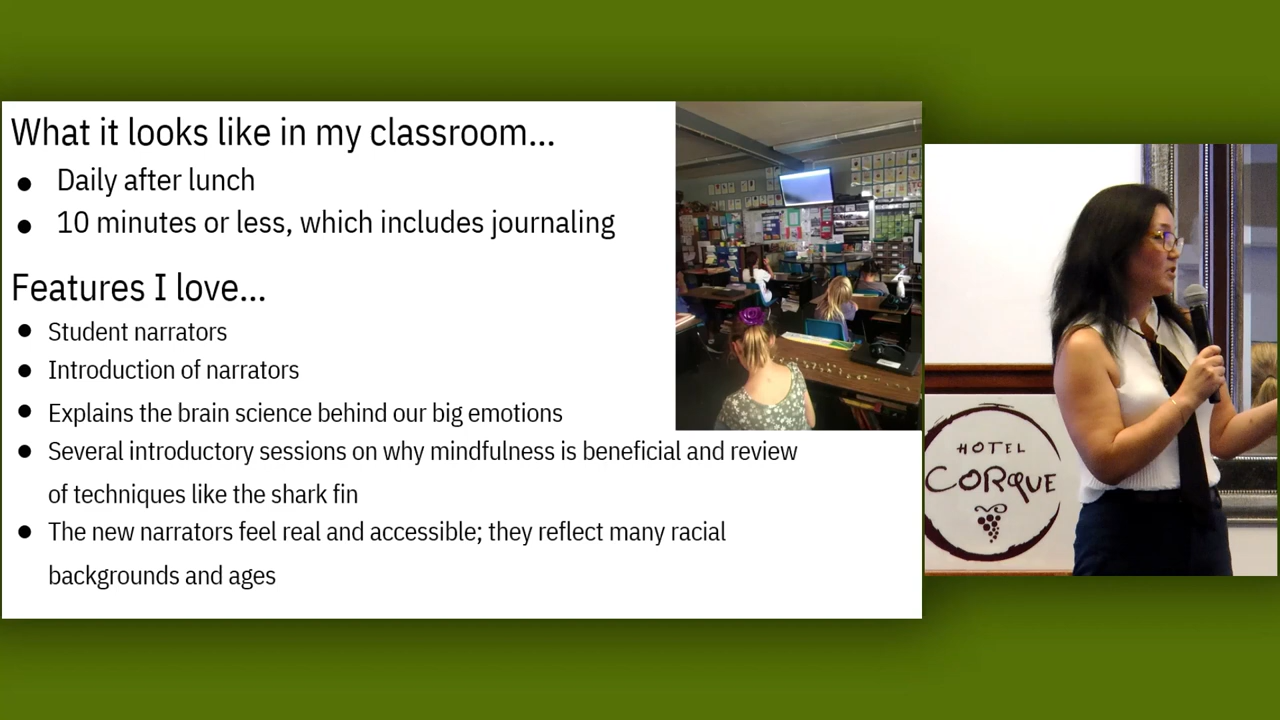 What it looks like in my classroom...
● Daily after lunch
● 10 minutes or less, which includes journaling
Features I love...
● Student narrators
● Introduction of narrators
● Explains the brain science behind our big emotions
● Several introductory sessions on why mindfulness is beneficial and review
of techniques like the shark fin
● The new narrators feel real and accessible; they reflect many racial
backgrounds and ages
HOTEL
CORQUE